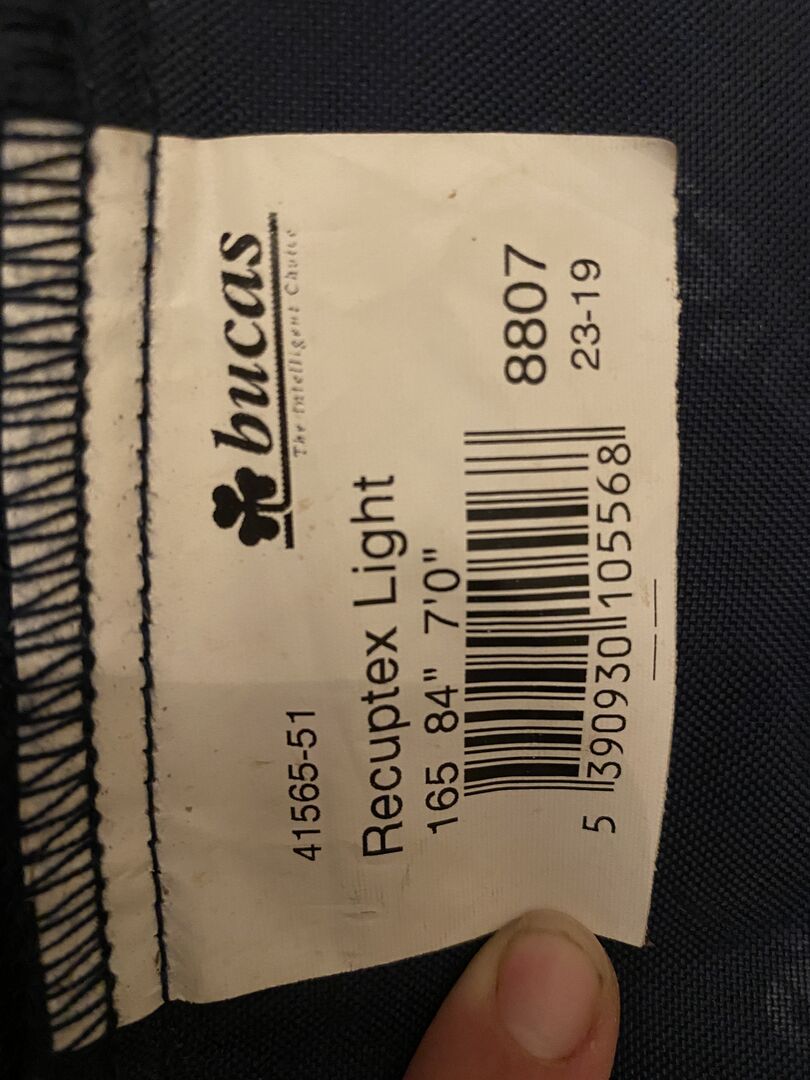 bucas
The Intelligent Choice
41565-51
Recuptex Light
165 84" 7'0"
8807
23-19
5 390930 105568